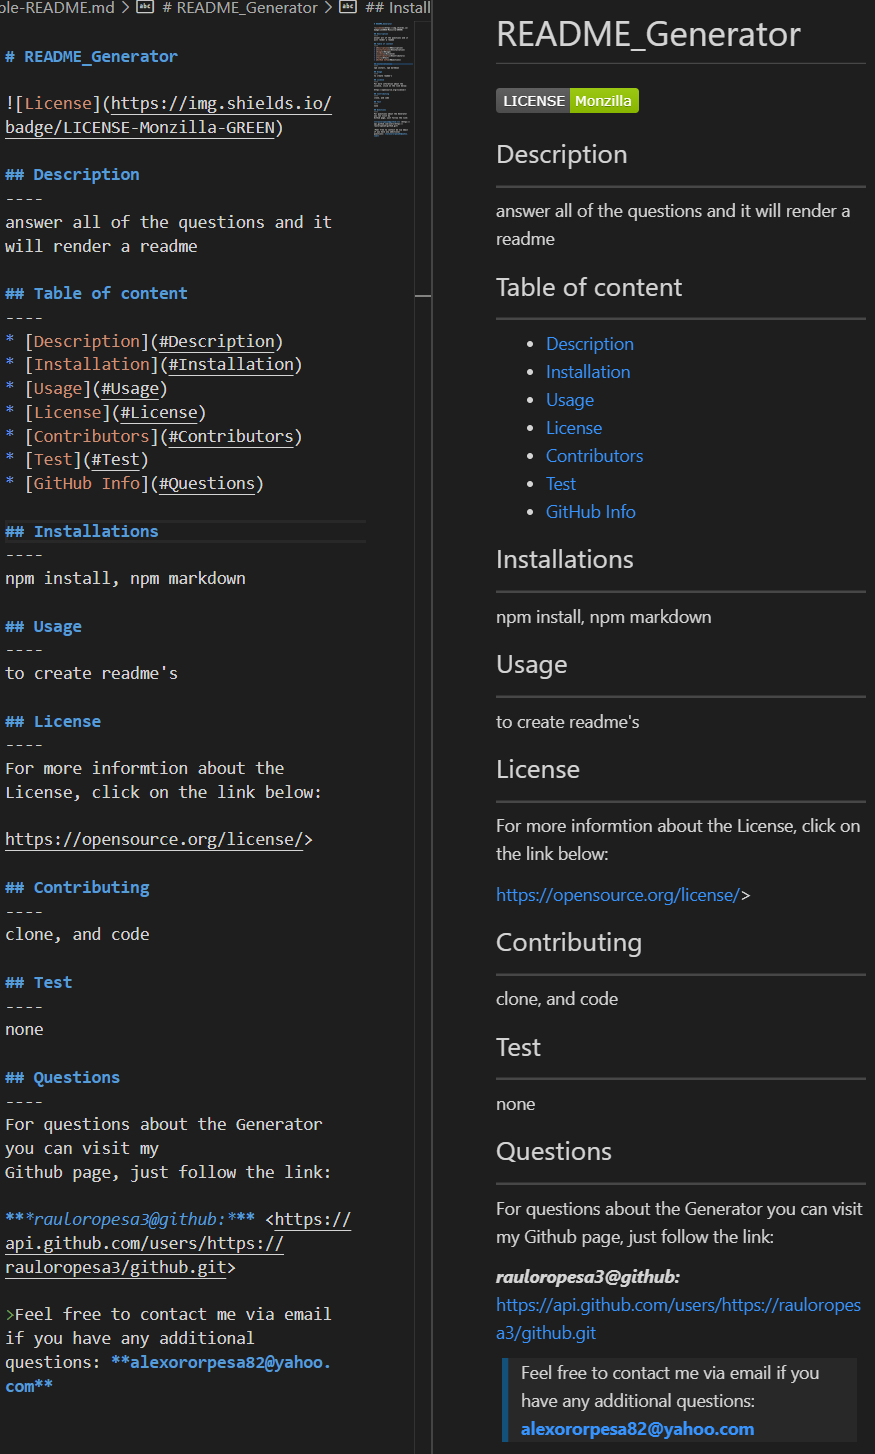 ble-README.md > # README_Generator > ## Install
# README_Generator
![License](https://img.shields.io/
badge/LICENSE-Monzilla-GREEN)
## Description
----
answer all of the questions and it
will render a readme
## Table of content
----
* [Description](#Description)
* [Installation](#Installation)
* [Usage](#Usage)
* [License](#License)
* [Contributors](#Contributors)
* [Test](#Test)
* [GitHub Info](#Questions)
## Installations
----
npm install, npm markdown
## Usage
----
to create readme's
## License
----
For more informtion about the
License, click on the link below:
https://opensource.org/license/>
## Contributing
----
clone, and code
## Test
----
none
## Questions
----
For questions about the Generator
you can visit my
Github page, just follow the link:
***rauloropesa3@github:*** <https://
api.github.com/users/https://
rauloropesa3/github.git>
>Feel free to contact me via email
if you have any additional
questions: **alexororpesa82@yahoo.
com**
README_Generator
LICENSE Monzilla
Description
answer all of the questions and it will render a
readme
Table of content
• Description
• Installation
• Usage
• License
• Contributors
• Test
• GitHub Info
Installations
npm install, npm markdown
Usage
to create readme's
License
For more informtion about the License, click on
the link below:
https://opensource.org/license/>
Contributing
clone, and code
Test
none
Questions
For questions about the Generator you can visit
my Github page, just follow the link:
rauloropesa3@github:
https://api.github.com/users/https://rauloropes
a3/github.git
Feel free to contact me via email if you
have any additional questions:
alexororpesa82@yahoo.com